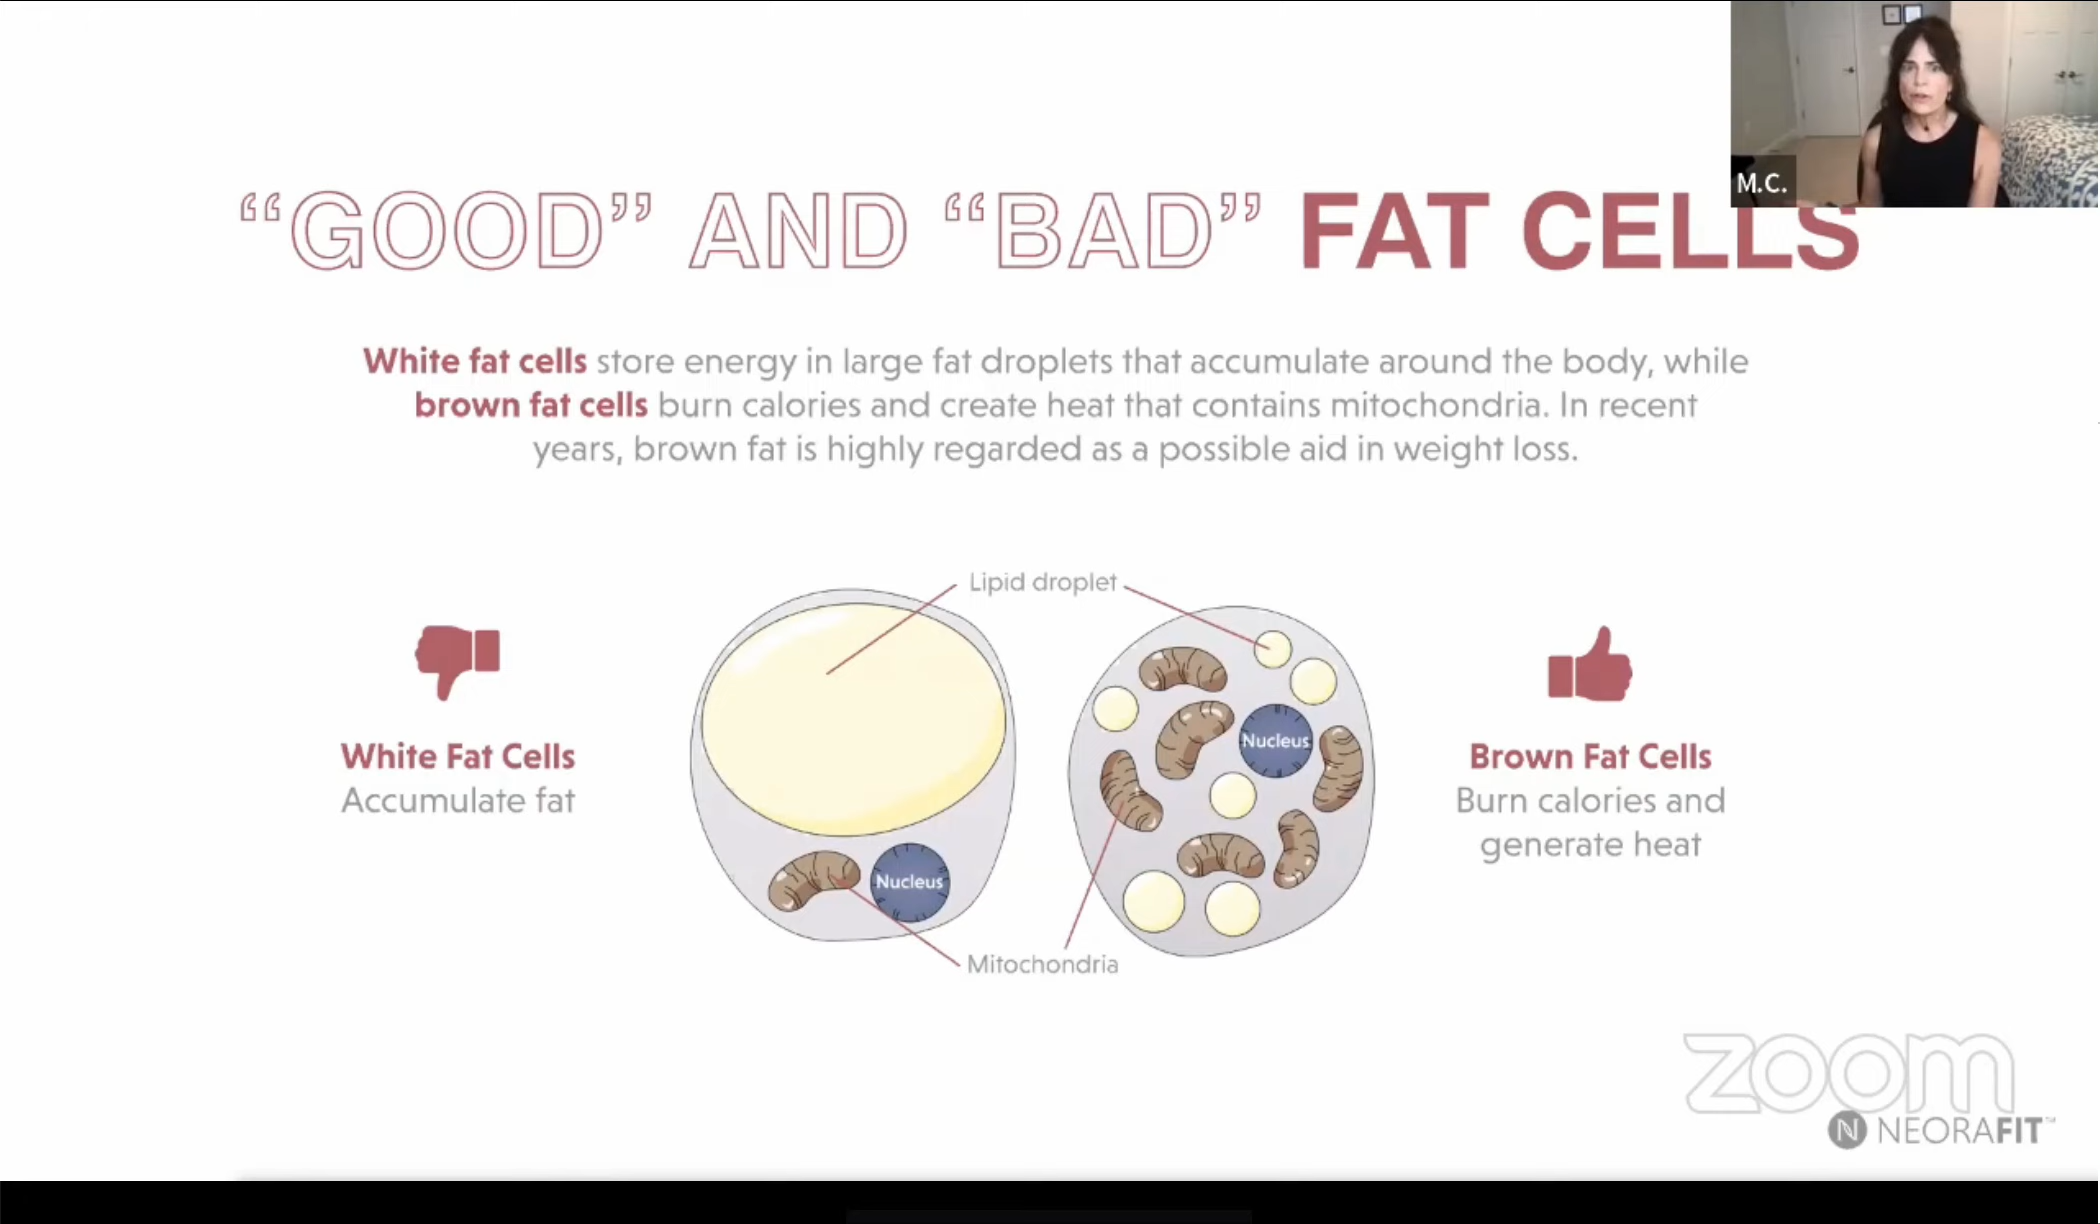 M.C.
“GOOD” AND “BAD” FAT CELLS
White fat cells store energy in large fat droplets that accumulate around the body, while
brown fat cells burn calories and create heat that contains mitochondria. In recent
years, brown fat is highly regarded as a possible aid in weight loss.
Lipid droplet
White Fat Cells
Accumulate fat
Nucleus
Nucleus
Mitochondria
Brown Fat Cells
Burn calories and
generate heat
zoom
N NEORAFIT™